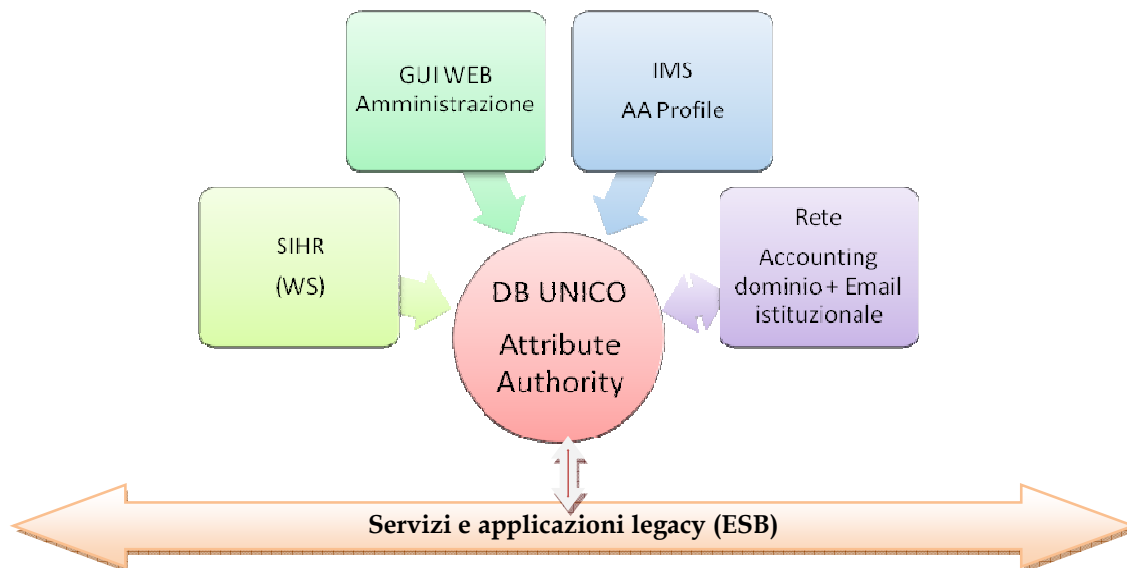 GUI WEB
Amministrazione
IMS
AA Profile
SIHR
(WS)
Rete
Accounting
dominio + Email
istituzionale
DB UNICO
Attribute
Authority
Servizi e applicazioni legacy (ESB)